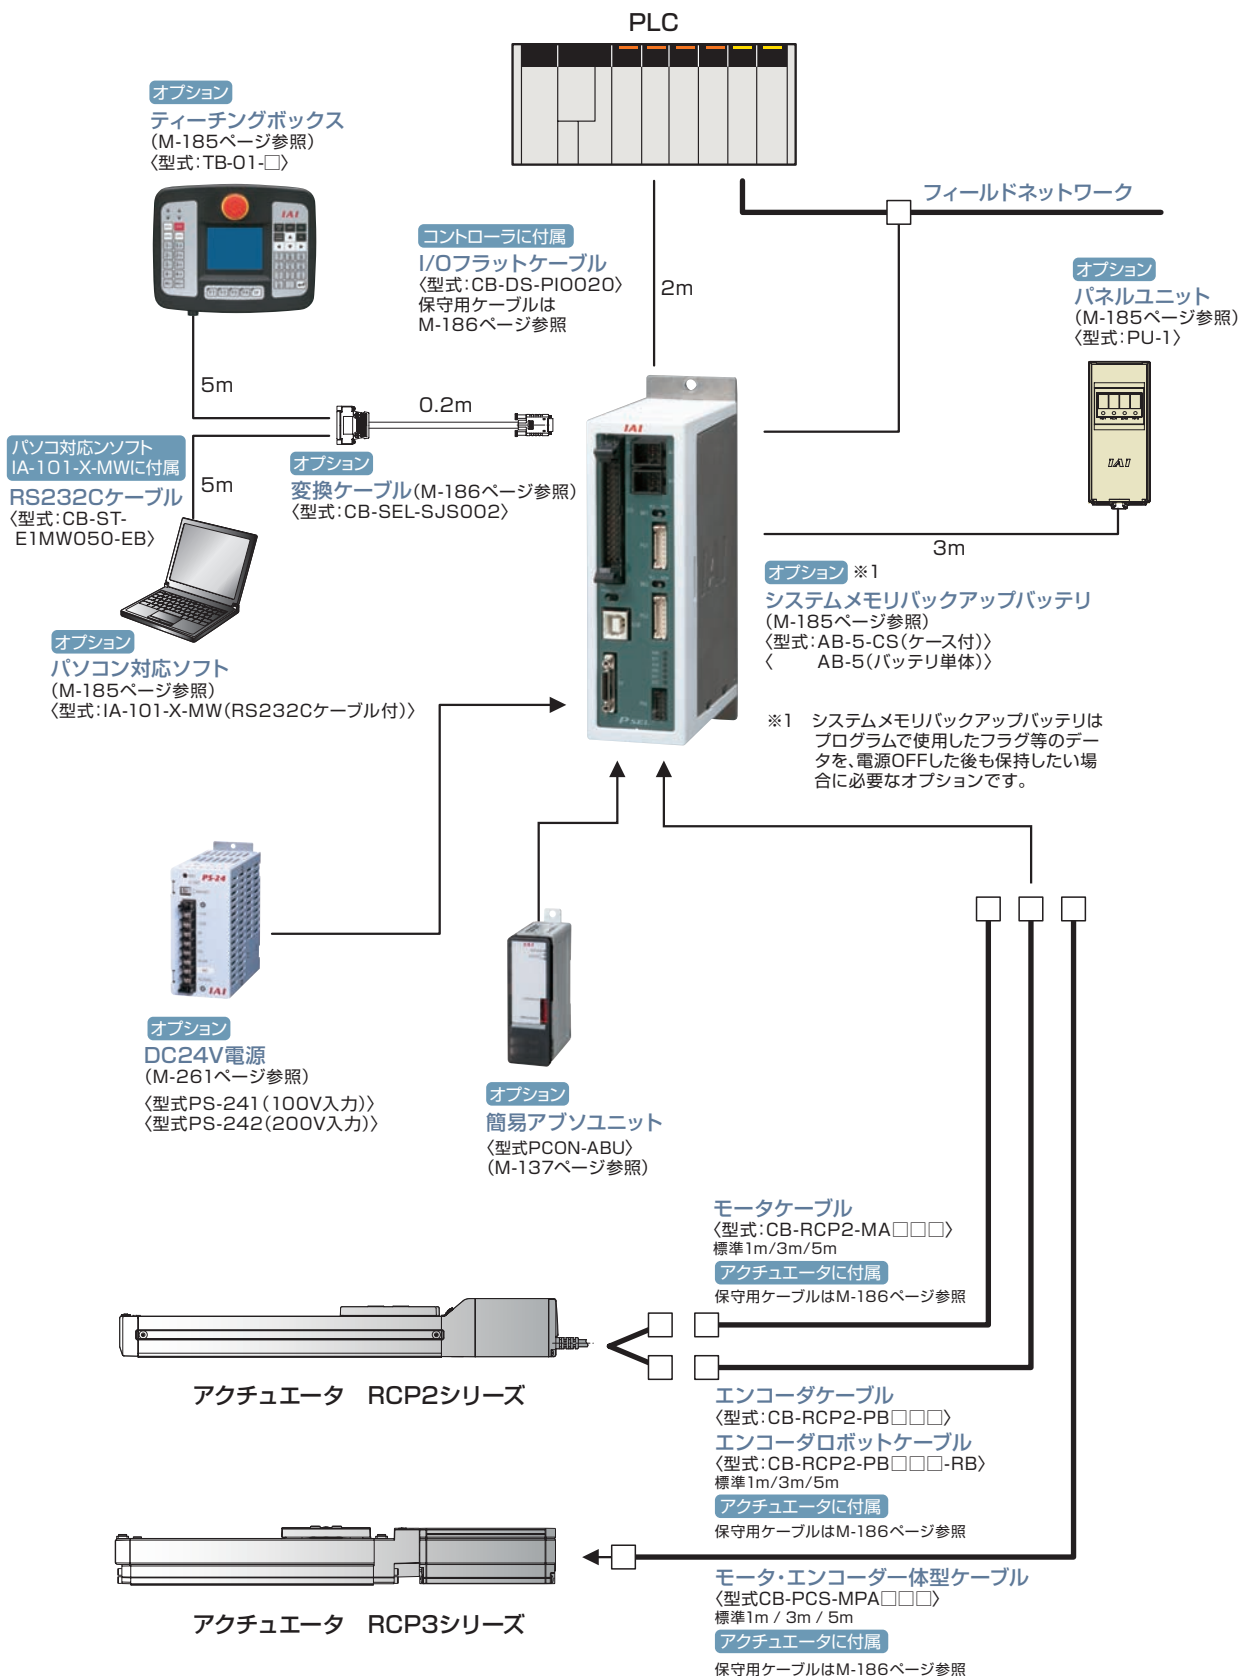 PLC
オプション
ティーチングボックス
(M-185ページ参照)
〈型式:TB-01-□〉
IAI
フィールドネットワーク
コントローラに付属
I/Oフラットケーブル
〈型式:CB-DS-PIO020〉
保守用ケーブルは
M-186ページ参照
2m
オプション
パネルユニット
(M-185ページ参照)
〈型式:PU-1〉
IAI
5m
0.2m
IAI
パソコ対応ンソフト
IA-101-X-MWに付属
RS232Cケーブル
〈型式:CB-ST-
E1MW050-EB〉
5m
オプション
変換ケーブル(M-186ページ参照)
〈型式:CB-SEL-SJS002〉
3m
オプション ※1
システムメモリバックアップバッテリ
(M-185ページ参照)
〈型式:AB-5-CS(ケース付)〉
〈 AB-5(バッテリ単体)〉
オプション
パソコン対応ソフト
(M-185ページ参照)
〈型式:IA-101-X-MW(RS232Cケーブル付)〉
PSEL
※1 システムメモリバックアップバッテリは
プログラムで使用したフラグ等のデー
タを、電源OFFした後も保持したい場
合に必要なオプションです。
PS-24
IAI
IAI
オプション
DC24V電源
(M-261ページ参照)
〈型式PS-241(100V入力)〉
〈型式PS-242(200V入力)〉
オプション
簡易アブソユニット
〈型式PCON-ABU〉
(M-137ページ参照)
モータケーブル
〈型式:CB-RCP2-MA□□□〉
標準1m/3m/5m
アクチュエータに付属
保守用ケーブルはM-186ページ参照
アクチュエータ RCP2シリーズ
エンコーダケーブル
〈型式:CB-RCP2-PB□□□〉
エンコーダロボットケーブル
〈型式:CB-RCP2-PB□□□-RB〉
標準1m/3m/5m
アクチュエータに付属
保守用ケーブルはM-186ページ参照
アクチュエータ RCP3シリーズ
モータ・エンコーダ一体型ケーブル
〈型式CB-PCS-MPA□□□〉
標準1m / 3m / 5m
アクチュエータに付属
保守用ケーブルはM-186ページ参照